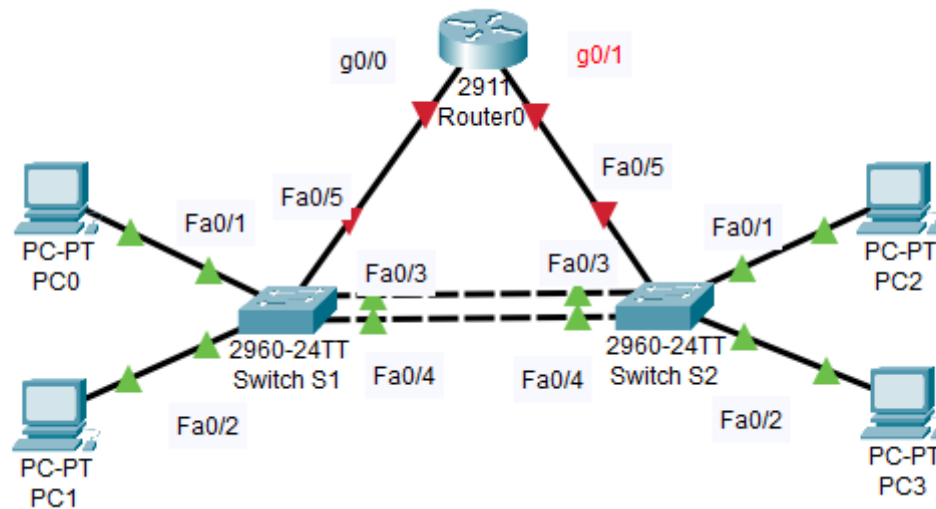 g0/0
g0/1
2911
Router0
Fa0/5
Fa0/5
PC-PT
PC0
Fa0/1
Fa0/3
Fa0/3
Fa0/1
PC-PT
PC2
2960-24TT
Switch S1
2960-24TT
Switch S2
Fa0/4
Fa0/4
Fa0/2
Fa0/2
PC-PT
PC1
PC-PT
PC3